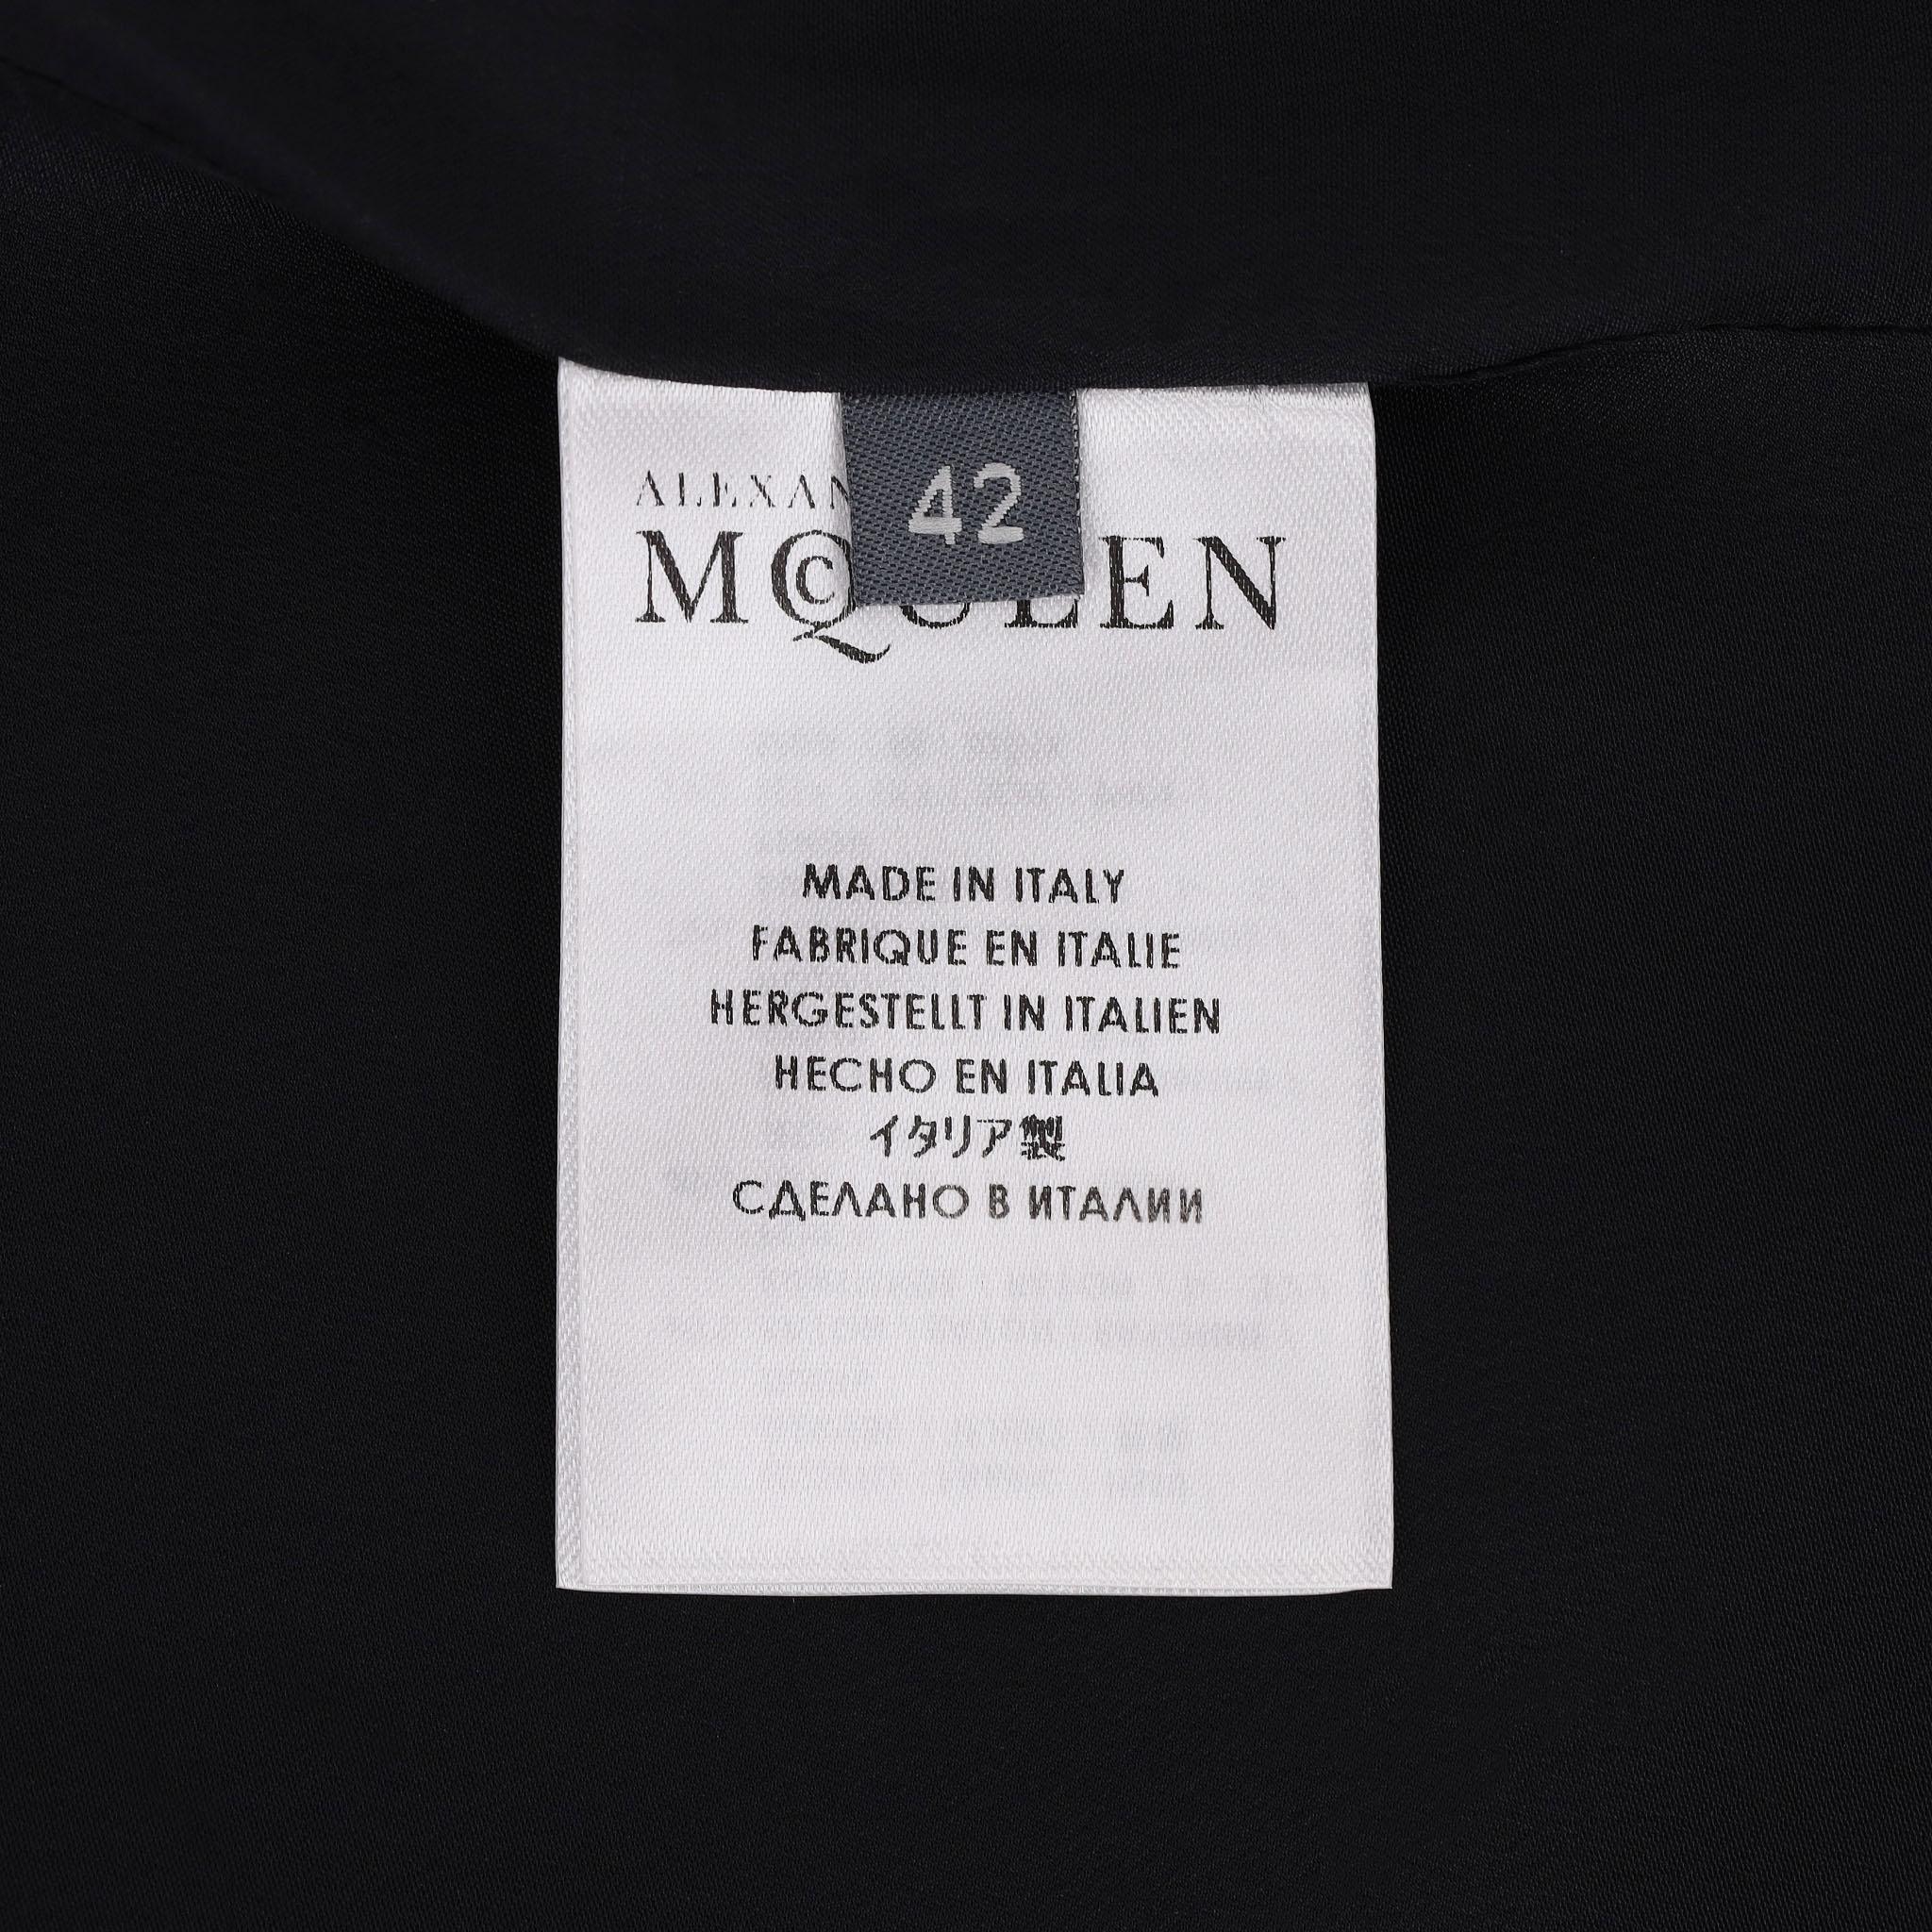 42
ALEXAN
MCQUEEN
MADE IN ITALY
FABRIQUE EN ITALIE
HERGESTELLT IN ITALIEN
HECHO EN ITALIA
イタリア製
СДЕЛАНО В ИТАЛИИ